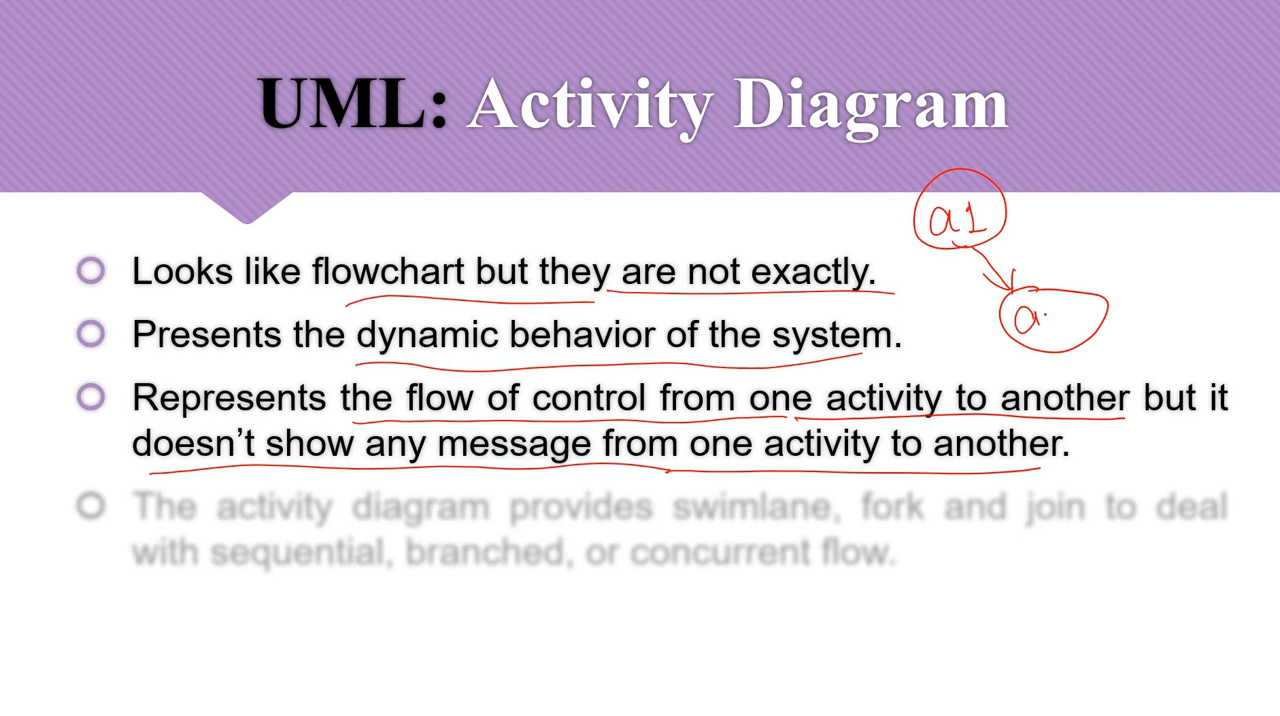 UML: Activity Diagram
a1
Looks like flowchart but they are not exactly.
a
Presents the dynamic behavior of the system.
Represents the flow of control from one activity to another but it
doesn’t show any message from one activity to another.
The activity diagram provides swimlane, fork and join to deal
with sequential, branched, or concurrent flow.